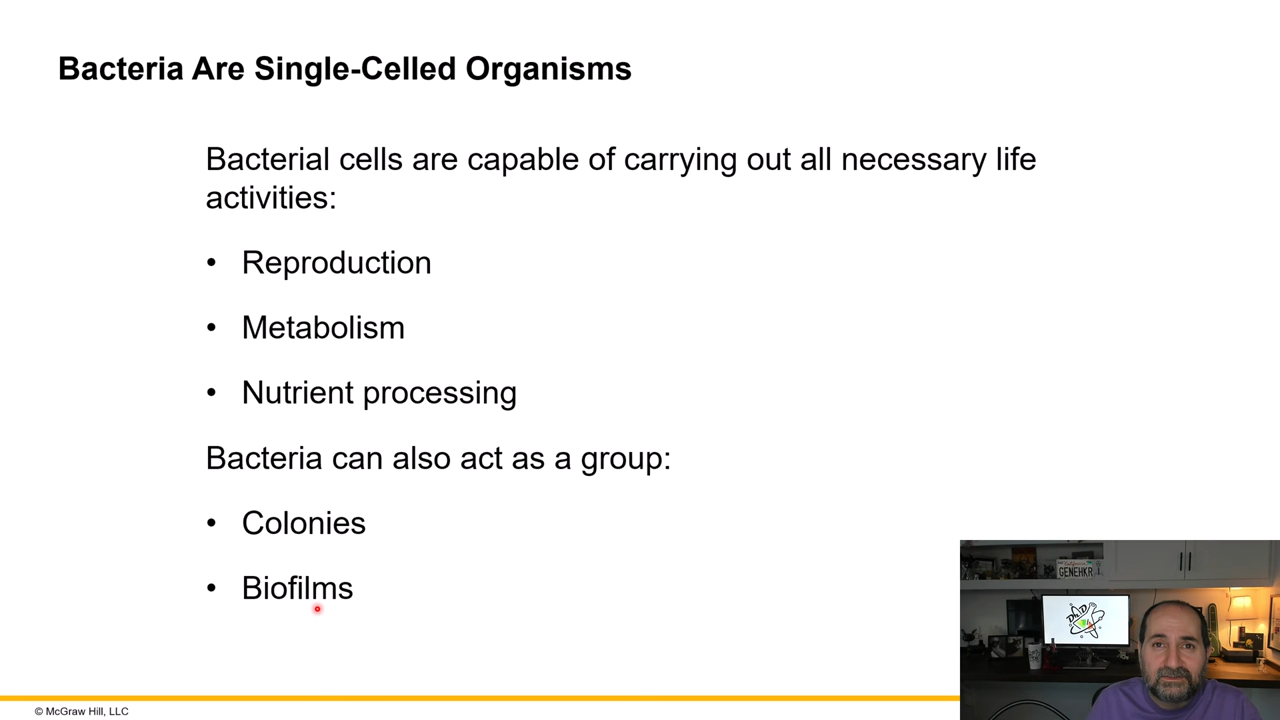 Bacteria Are Single-Celled Organisms
Bacterial cells are capable of carrying out all necessary life
activities:
• Reproduction
• Metabolism
• Nutrient processing
Bacteria can also act as a group:
• Colonies
• Biofilms
GENEHKR
© McGraw Hill, LLC